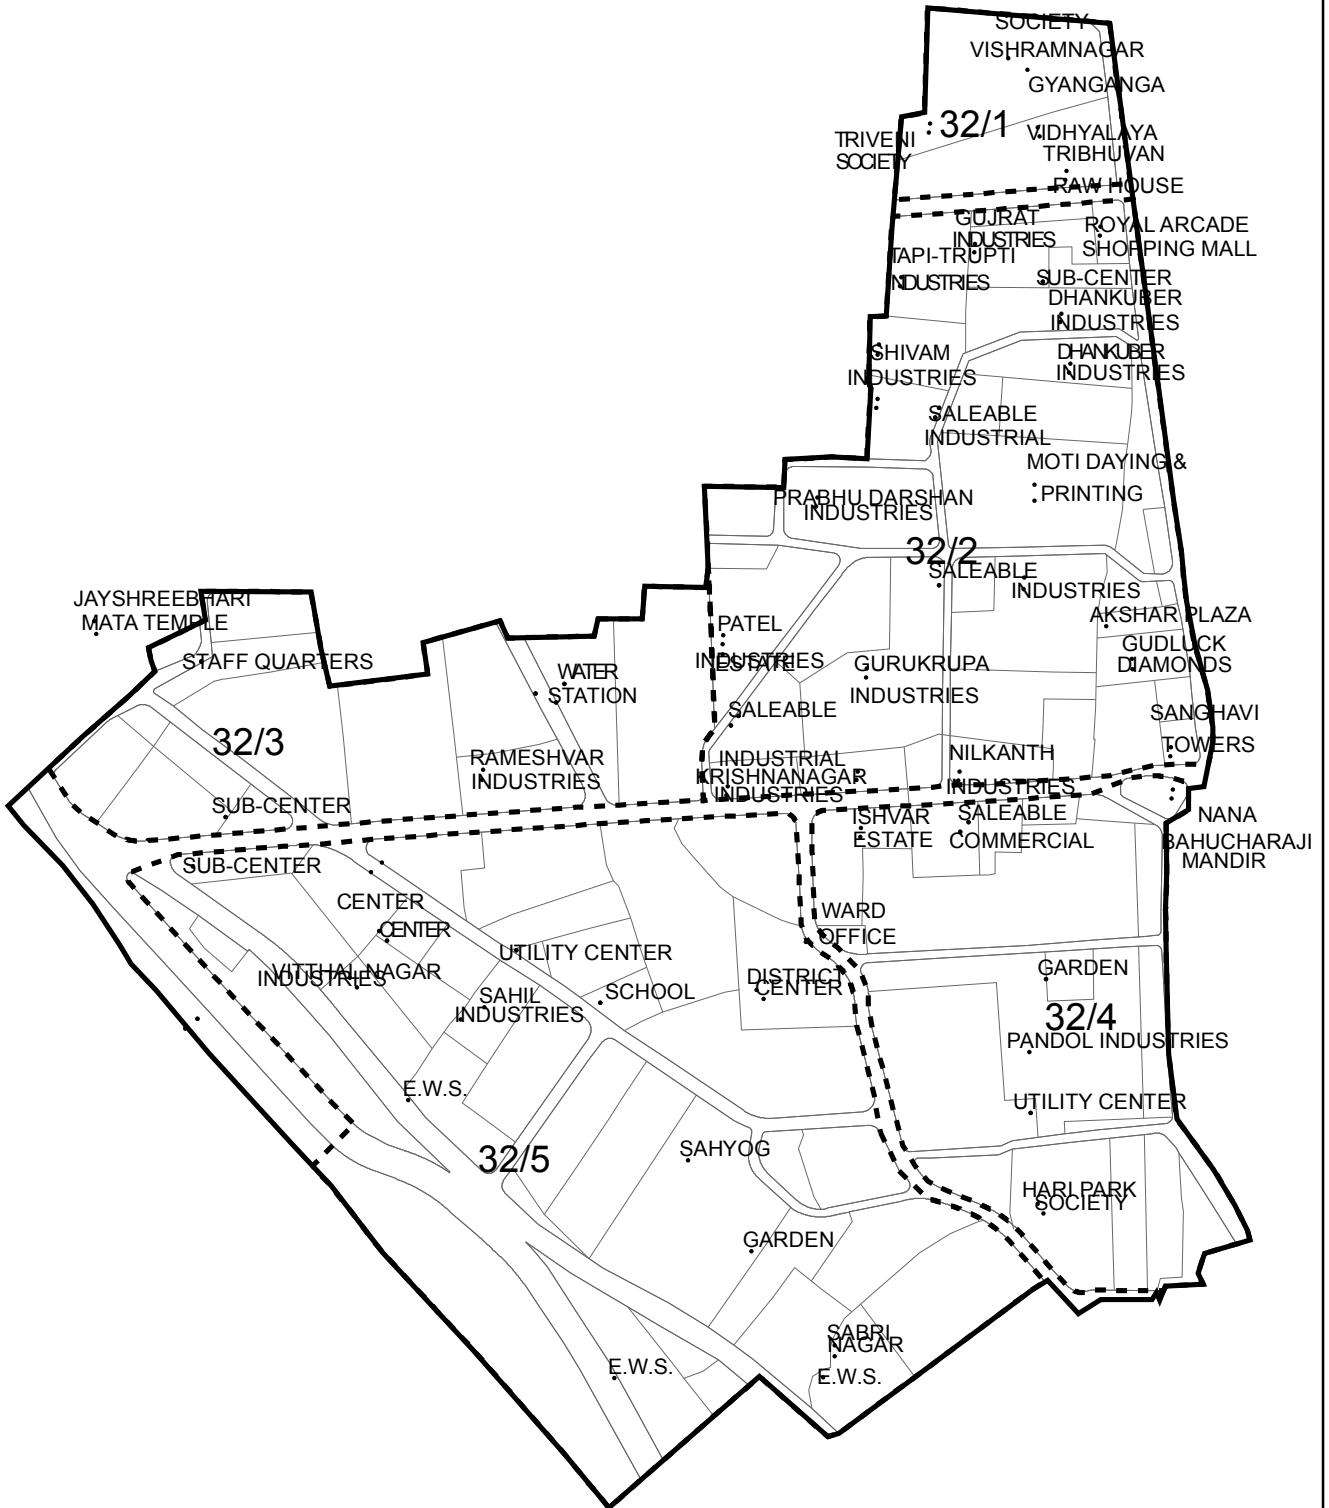 SOCIETY
VISHRAMNAGAR
GYANGANGA
32/1
TRIVENI
SOCIETY
VIDHYALAYA
TRIBHUVAN
RAW HOUSE
GUJRAT
INDUSTRIES
ROYAL ARCADE
SHOPPING MALL
TAPI-TRUPTI
INDUSTRIES
SUB-CENTER
DHANKUBER
INDUSTRIES
SHIVAM
INDUSTRIES
DHANKUBER
INDUSTRIES
SALEABLE
INDUSTRIAL
MOTI DAYING &
PRINTING
PRABHU DARSHAN
INDUSTRIES
32/2
SALEABLE
INDUSTRIES
JAYSHREEBHARI
MATA TEMPLE
STAFF QUARTERS
AKSHAR PLAZA
GUDLUCK
DIAMONDS
PATEL
INDUSTRIES
ESTATE
GURUKRUPA
INDUSTRIES
WATER
STATION
SALEABLE
INDUSTRIAL
SANGHAVI
TOWERS
32/3
RAMESHVAR
INDUSTRIES
KRISHNANAGAR
INDUSTRIES
NILKANTH
INDUSTRIES
SUB-CENTER
ISHVAR
ESTATE
SALEABLE
COMMERCIAL
NANA
BAHUCHARAJI
MANDIR
SUB-CENTER
CENTER
CENTER
WARD
OFFICE
UTILITY CENTER
VITTHAL NAGAR
INDUSTRIES
DISTRICT
CENTER
GARDEN
SAHIL
INDUSTRIES
SCHOOL
32/4
PANDOL INDUSTRIES
E.W.S.
UTILITY CENTER
32/5
SAHYOG
HARI PARK
SOCIETY
GARDEN
SABRI
NAGAR
E.W.S.
E.W.S.